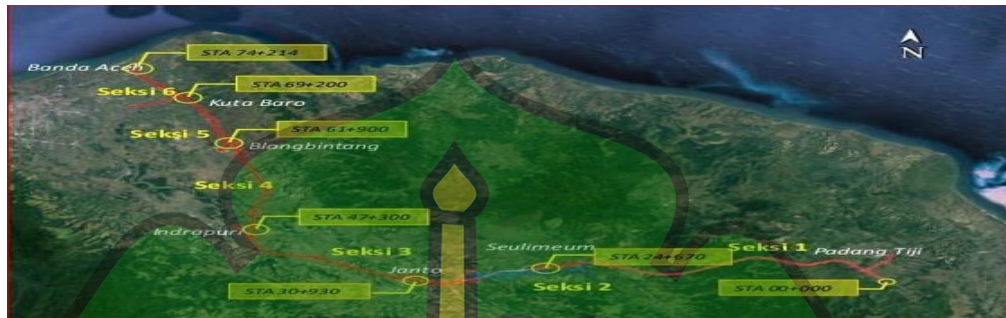 STA 74+214
Banda Aceh
N
STA 69+200
Seksi 6
Kuta Baro
STA 61+900
Seksi 5
Blangbintang
Seksi 4
STA 47+300
Indrapuri
Seksi 3
Seulimeum
STA 24+670
Seksi 1
Padang Tiji
Janto
STA 30+930
Seksi 2
STA 00+000